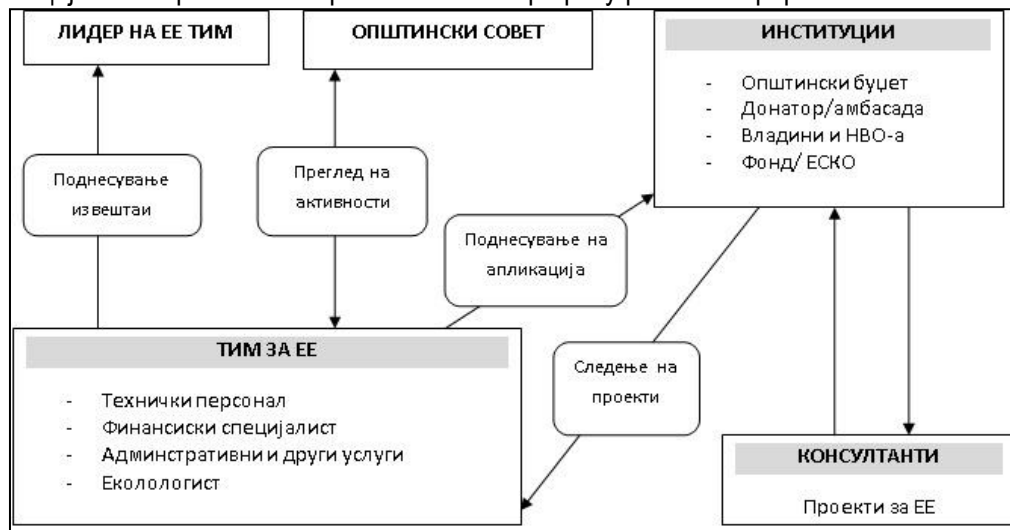 ЛИДЕР НА ЕЕ ТИМ
ОПШТИНСКИ СОВЕТ
ИНСТИТУЦИИ
- Општински буџет
- Донатор/амбасада
- Владини и НВО-а
- Фонд/ ЕСКО
Поднесување
извештаи
Преглед на
активности
Поднесување на
апликација
ТИМ ЗА ЕЕ
- Технички персонал
- Финансиски специјалист
- Админстративни и други услуги
- Еколологист
Следење на
проекти
КОНСУЛТАНТИ
Проекти за ЕЕ